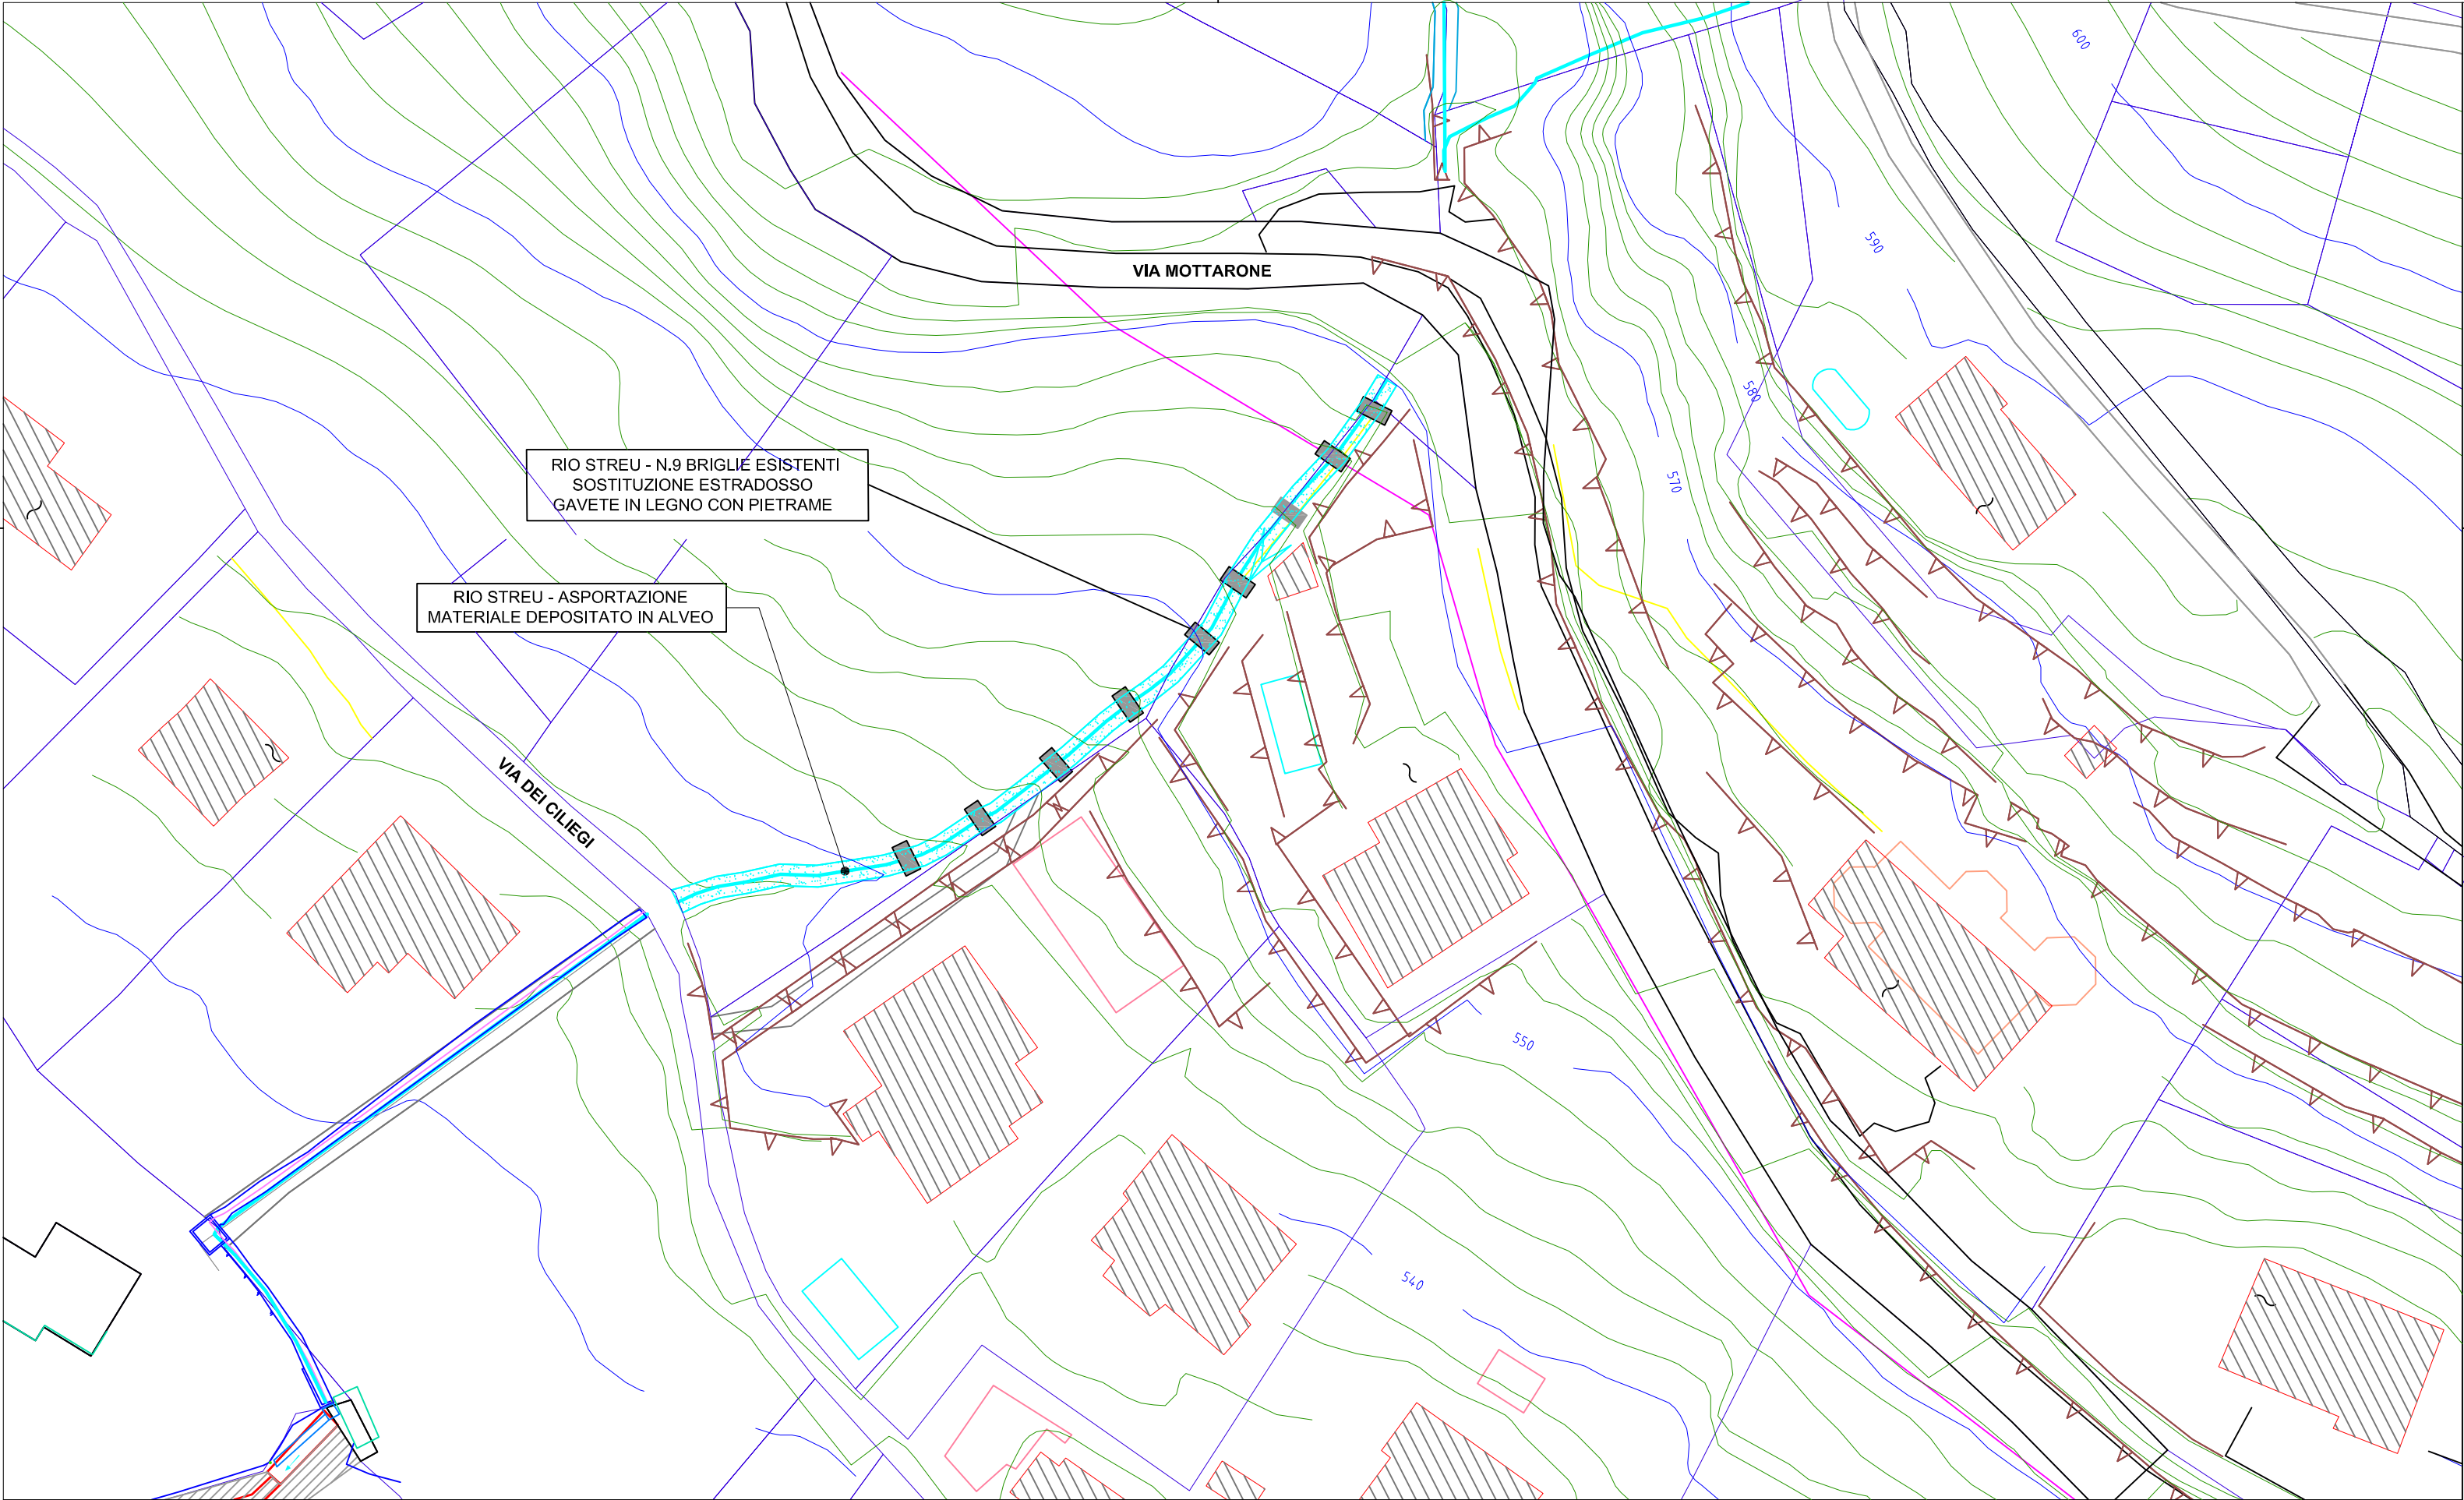 600
590
VIA MOTTARONE
580
RIO STREU - N.9 BRIGLIE ESISTENTI
SOSTITUZIONE ESTRADOSSO
GAVETE IN LEGNO CON PIETRAME
570
RIO STREU - ASPORTAZIONE
MATERIALE DEPOSITATO IN ALVEO
VIA DEI CILIEGI
550
540